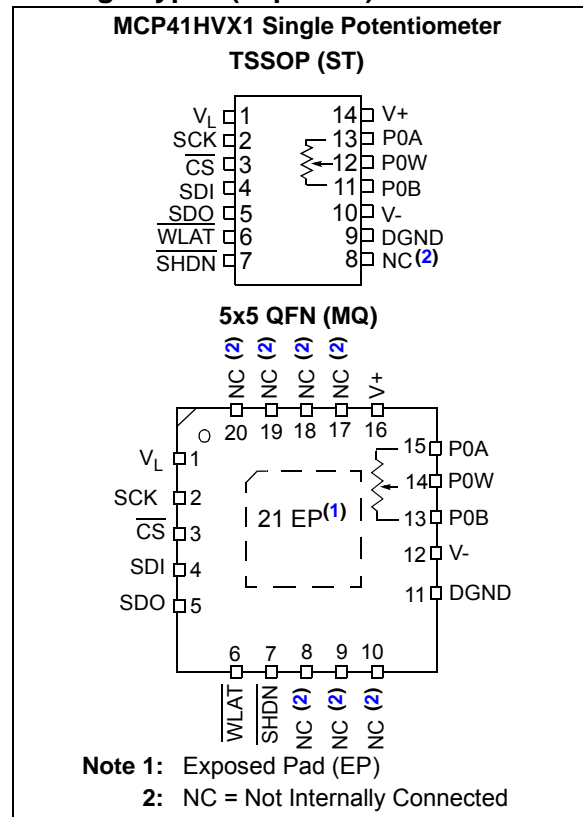 MCP41HVX1 Single Potentiometer
TSSOP (ST)
VL 1 14 V+
SCK 2 13 P0A
CS 3 12 P0W
SDI 4 11 P0B
SDO 5 10 V-
WLAT 6 9 DGND
SHDN 7 8 NC(2)
5x5 QFN (MQ)
NC (2) NC (2) NC (2) NC (2) V+
20 19 18 17 16
VL 1 15 P0A
SCK 2 14 P0W
CS 3 21 EP(1) 13 P0B
SDI 4 12 V-
SDO 5 11 DGND
6 7 8 9 10
WLAT SHDN NC (2) NC (2) NC (2)
Note 1: Exposed Pad (EP)
2: NC = Not Internally Connected